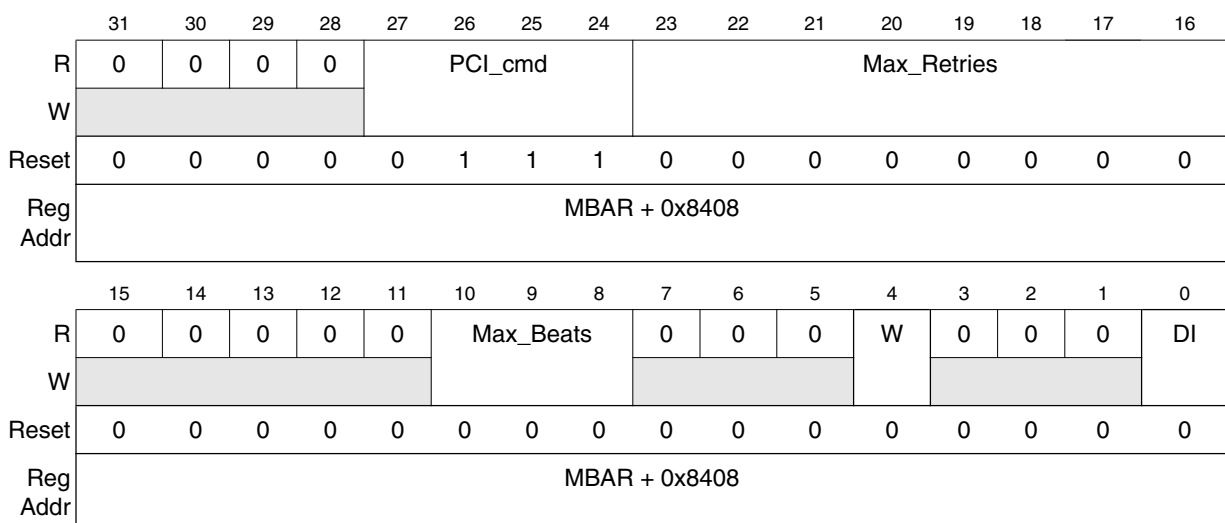 31 30 29 28 27 26 25 24 23 22 21 20 19 18 17 16
R 0 0 0 0 PCI_cmd Max_Retries
W
Reset 0 0 0 0 0 1 1 1 0 0 0 0 0 0 0 0
Reg Addr MBAR + 0x8408
15 14 13 12 11 10 9 8 7 6 5 4 3 2 1 0
R 0 0 0 0 0 Max_Beats 0 0 0 W 0 0 0 DI
W
Reset 0 0 0 0 0 0 0 0 0 0 0 0 0 0 0 0
Reg Addr MBAR + 0x8408